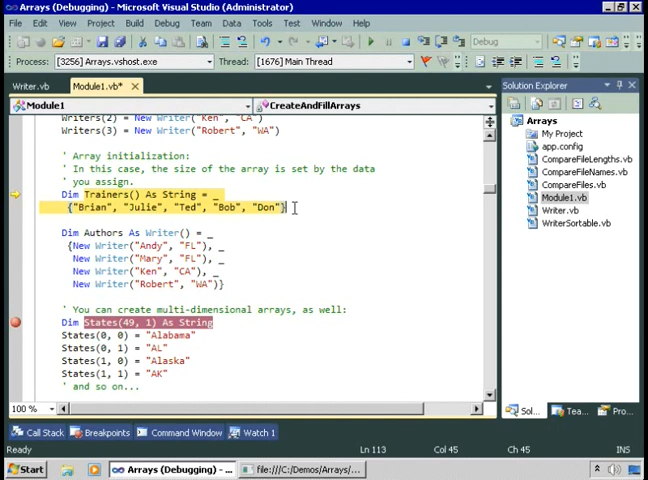 Arrays (Debugging) - Microsoft Visual Studio (Administrator)
File Edit View Project Build Debug Team Data Tools Test Window Help
Debug
Process: [3256] Arrays.vshost.exe Thread: [1676] Main Thread
Writer.vb Module1.vb*
Module1 CreateAndFillArrays
Writers(2) = New Writer("Ken", "CA")
Writers(3) = New Writer("Robert", "WA")
' Array initialization:
' In this case, the size of the array is set by the data
' you assign.
Dim Trainers() As String = _
{"Brian", "Julie", "Ted", "Bob", "Don"}
Dim Authors As Writer() = _
{New Writer("Andy", "FL"), _
New Writer("Mary", "FL"), _
New Writer("Ken", "CA"), _
New Writer("Robert", "WA")}
' You can create multi-dimensional arrays, as well:
Dim States(49, 1) As String
States(0, 0) = "Alabama"
States(0, 1) = "AL"
States(1, 0) = "Alaska"
States(1, 1) = "AK"
' and so on...
100 %
Solution Explorer
Arrays
My Project
app.config
CompareFileLengths.vb
CompareFileNames.vb
CompareFiles.vb
Module1.vb
Writer.vb
WriterSortable.vb
Sol... Tea... Pro...
Call Stack Breakpoints Command Window Watch 1
Ready Ln 113 Col 45 Ch 45 INS
Start Arrays (Debugging) - ... file:///C:/Demos/Arrays/...